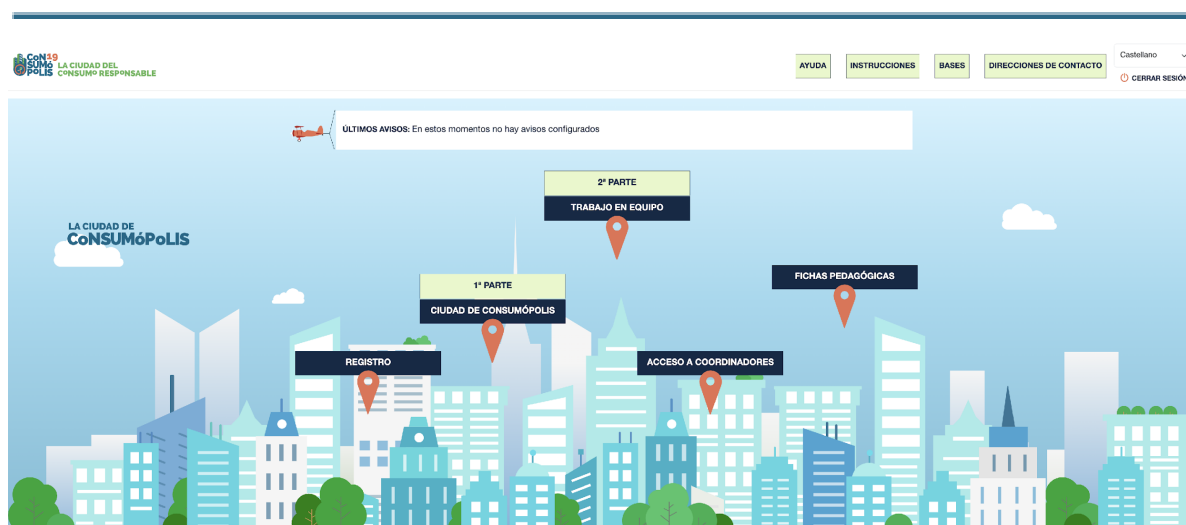 CoN19
SUMó
PoLIS
LA CIUDAD DEL
CONSUMO RESPONSABLE
AYUDA
INSTRUCCIONES
BASES
DIRECCIONES DE CONTACTO
Castellano
CERRAR SESIÓN
ÚLTIMOS AVISOS: En estos momentos no hay avisos configurados
2ª PARTE
TRABAJO EN EQUIPO
LA CIUDAD DE
CoNSUMóPoLIS
FICHAS PEDAGÓGICAS
1ª PARTE
CIUDAD DE CONSUMÓPOLIS
REGISTRO
ACCESO A COORDINADORES